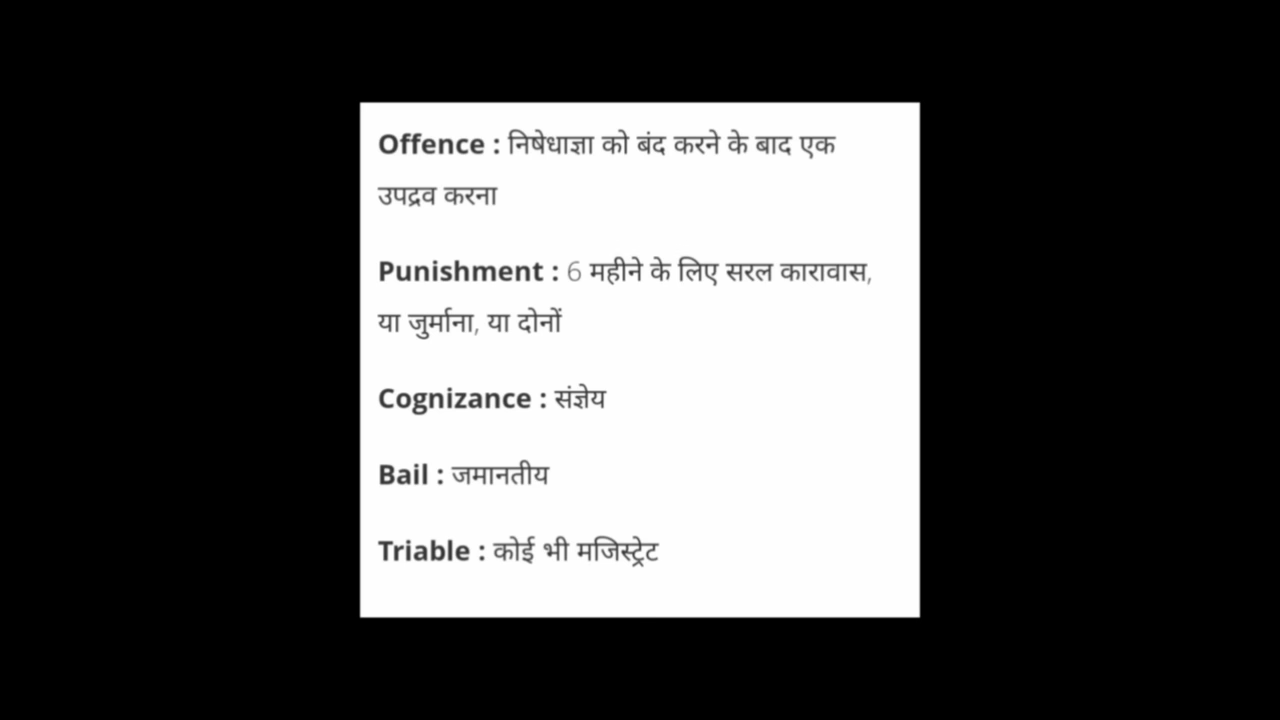 Offence : निषेधाज्ञा को बंद करने के बाद एक
उपद्रव करना
Punishment : 6 महीने के लिए सरल कारावास,
या जुर्माना, या दोनों
Cognizance : संज्ञेय
Bail : जमानतीय
Triable : कोई भी मजिस्ट्रेट